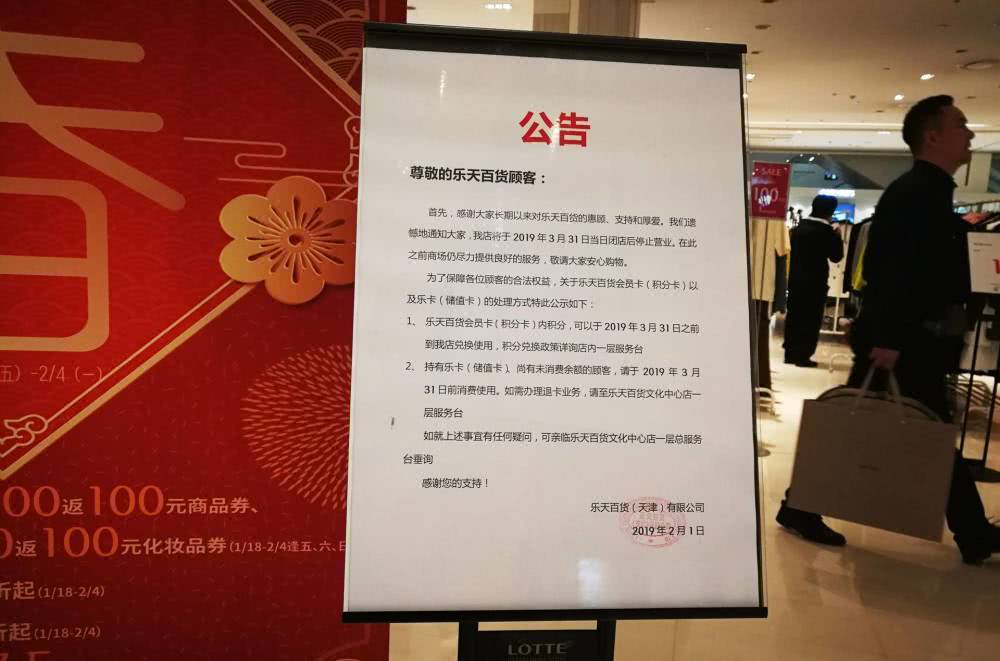 公告
尊敬的乐天百货顾客：
首先，感谢大家长期以来对乐天百货的惠顾、支持和厚爱。我们遗
憾地通知大家，我店将于 2019 年 3 月 31 日当日闭店后停止营业。在此
之前商场仍尽力提供良好的服务，敬请大家安心购物。
为了保障各位顾客的合法权益，关于乐天百货会员卡（积分卡）以
及乐卡（储值卡）的处理方式特此公示如下：
1、 乐天百货会员卡（积分卡）内积分，可以于 2019 年 3 月 31 日之前
到我店兑换使用，积分兑换政策详询店内一层服务台
2、 持有乐卡（储值卡）、尚有未消费余额的顾客，请于 2019 年 3 月
31 日前消费使用。如需办理退卡业务，请至乐天百货文化中心店一
层服务台
如就上述事宜有任何疑问，可亲临乐天百货文化中心店一层总服务
台垂询
感谢您的支持！
乐天百货（天津）有限公司
2019 年 2 月 1 日
LOTTE
五）-2/4（一）
00返100元商品券、
0返100元化妆品券(1/18-2/4逢五、六、日
折起(1/18-2/4)
折起(1/18-2/4)
SALE
100